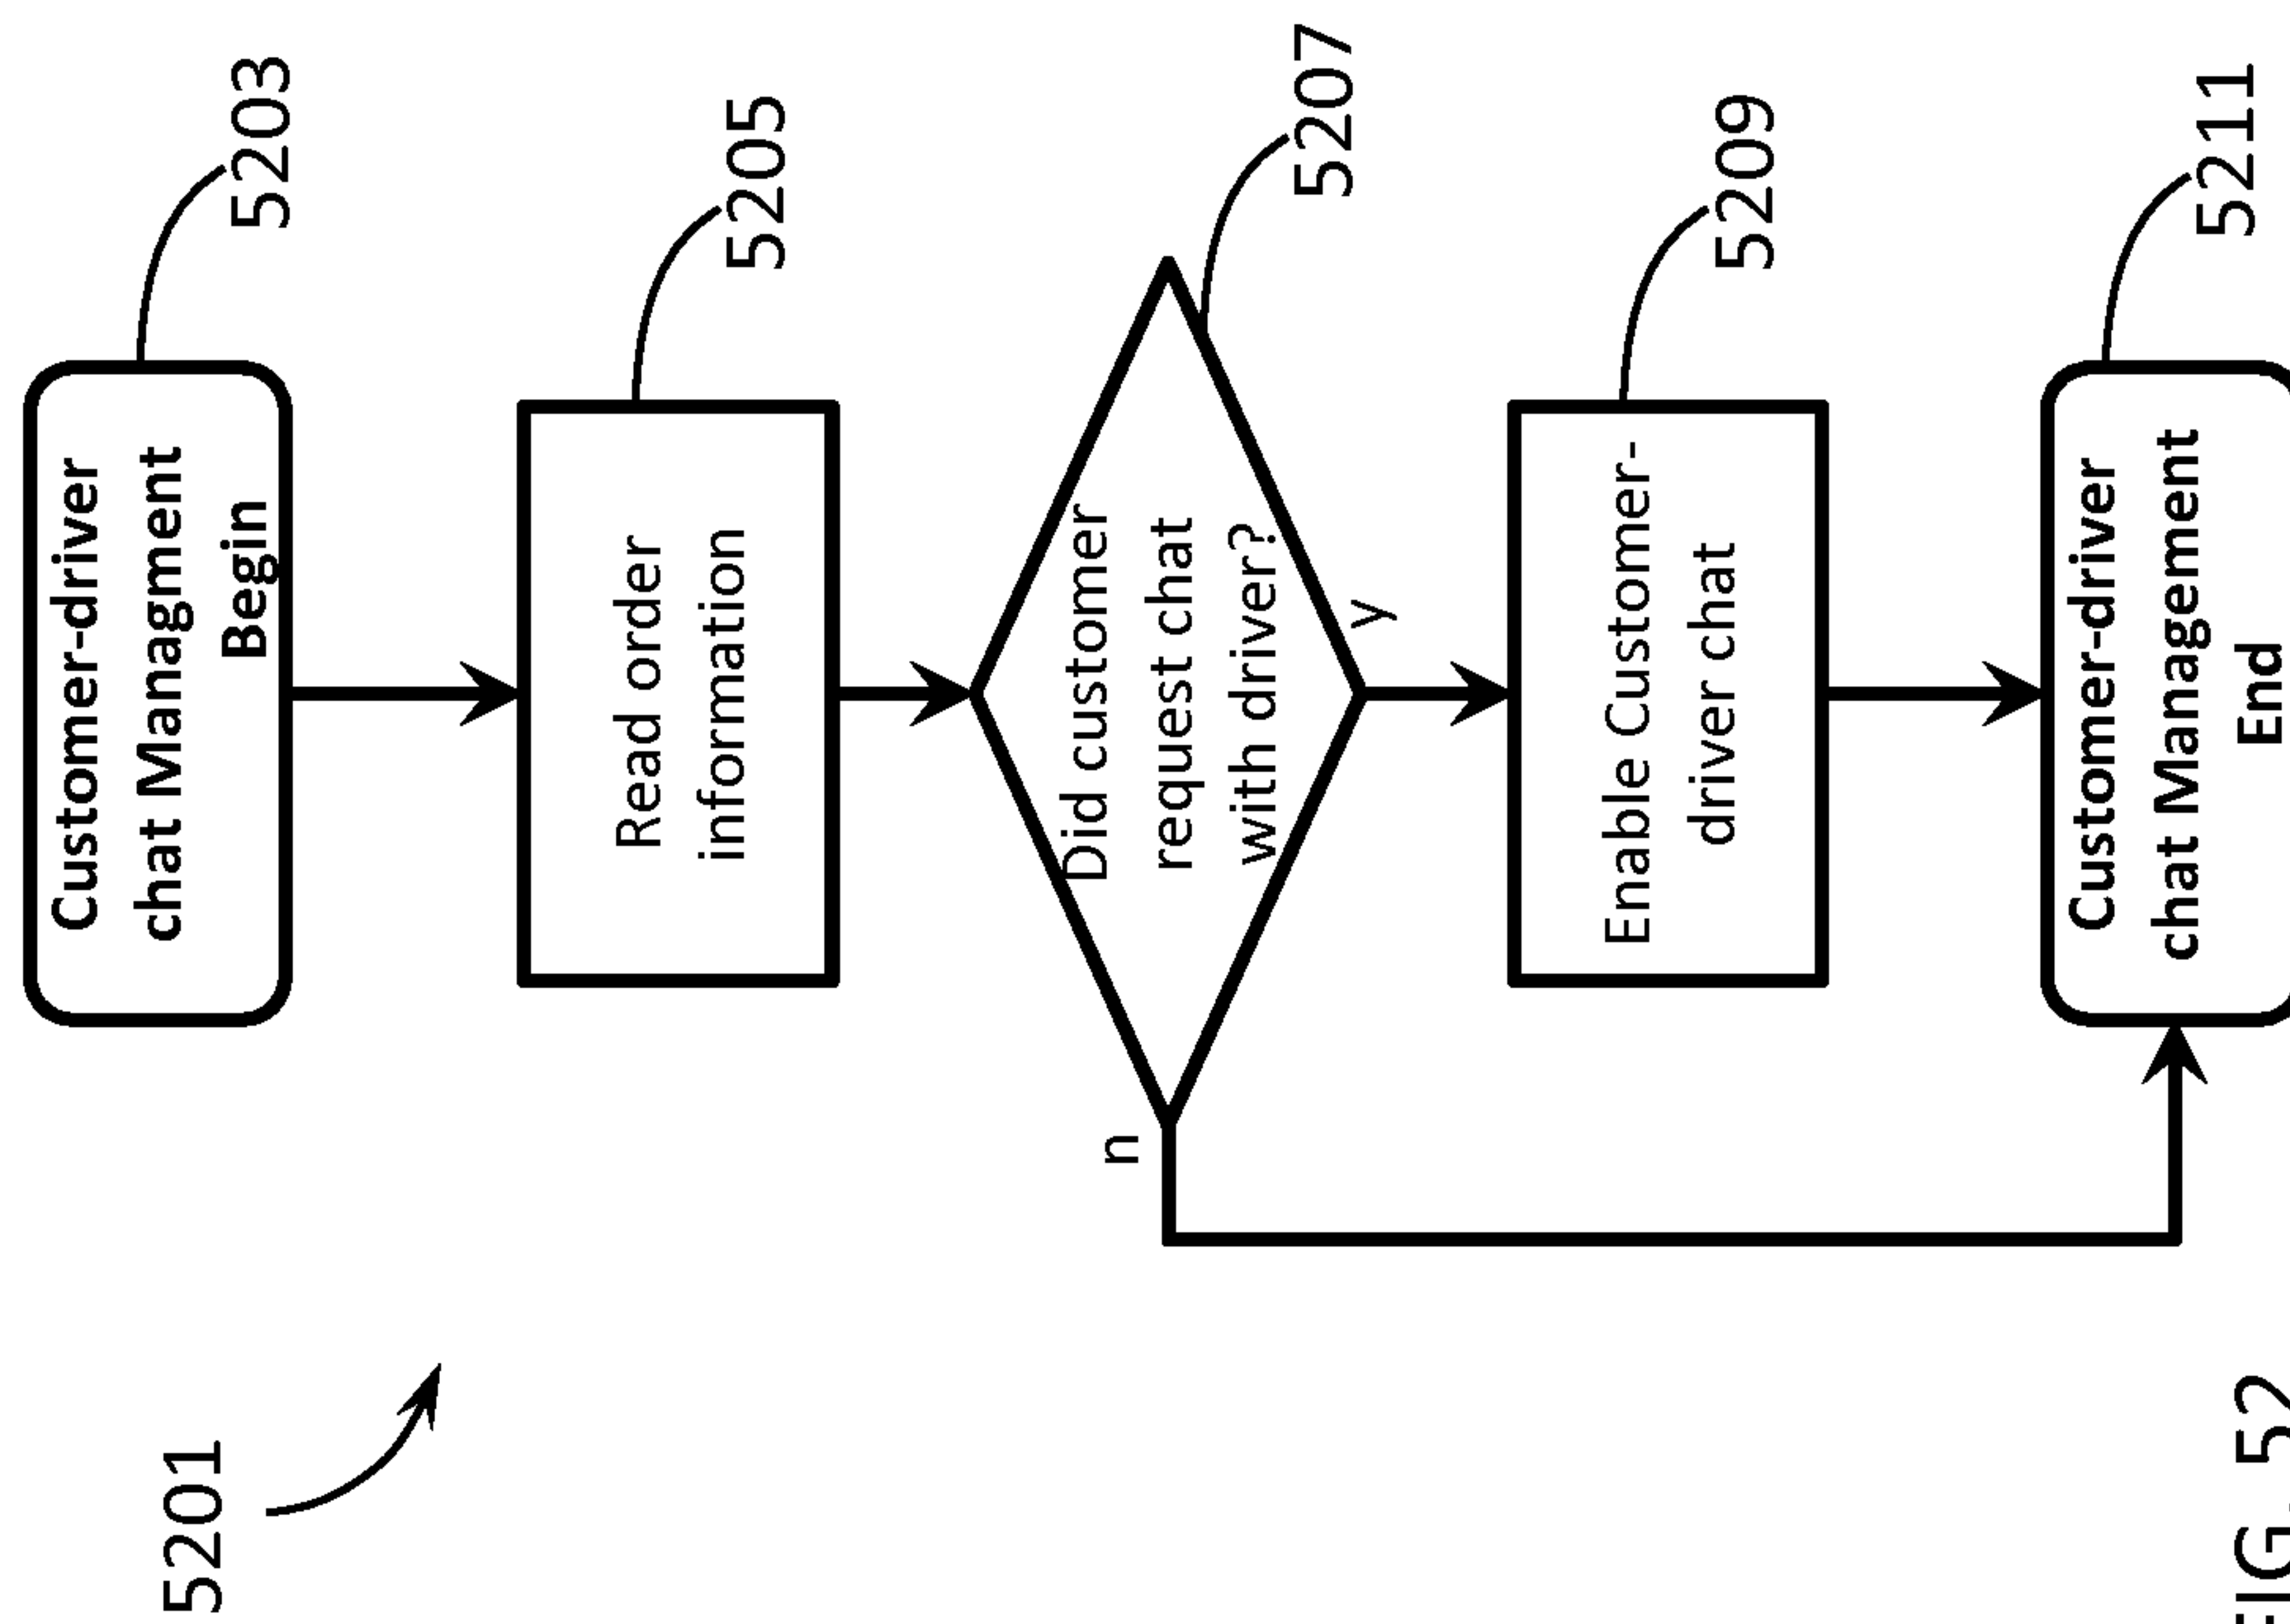 5201
Customer-driver
chat Managment
Begin
5203
Read order
information
5205
Did customer
request chat
with driver?
5207
n
y
Enable Customer-
driver chat
5209
Customer-driver
chat Management
End
5211
FIG. 52